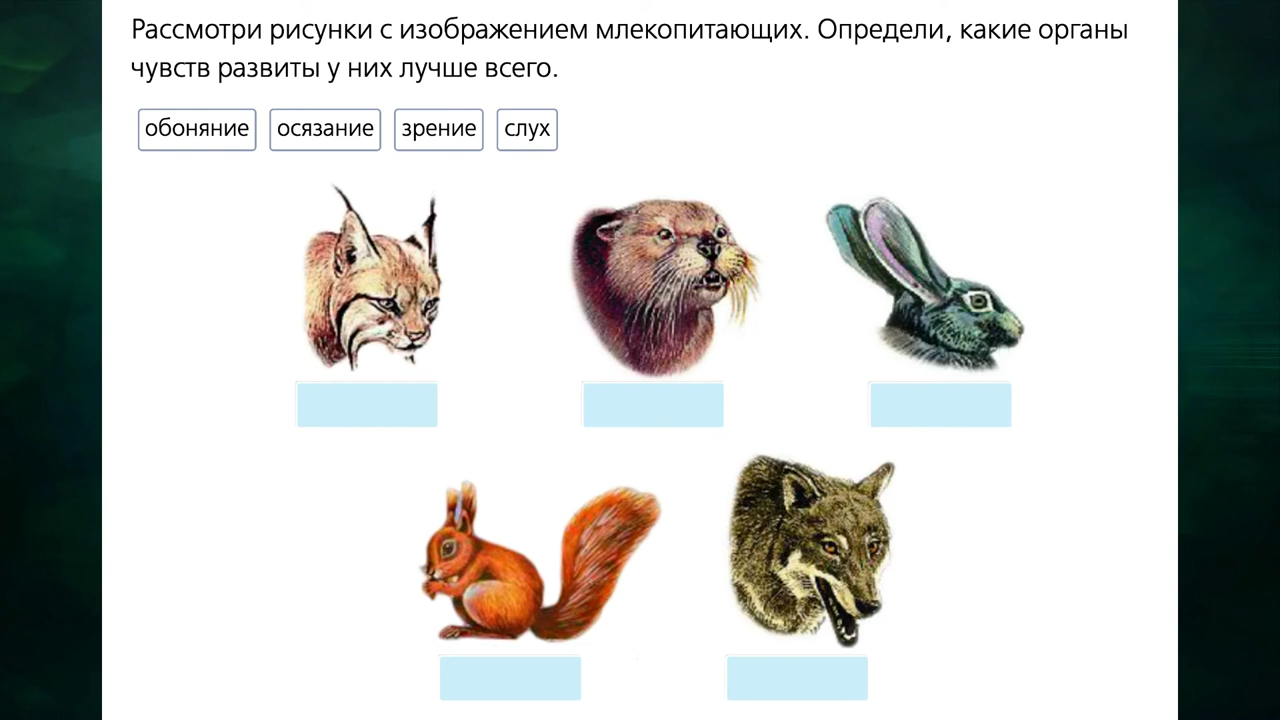 Рассмотри рисунки с изображением млекопитающих. Определи, какие органы
чувств развиты у них лучше всего.
обоняние осязание зрение слух